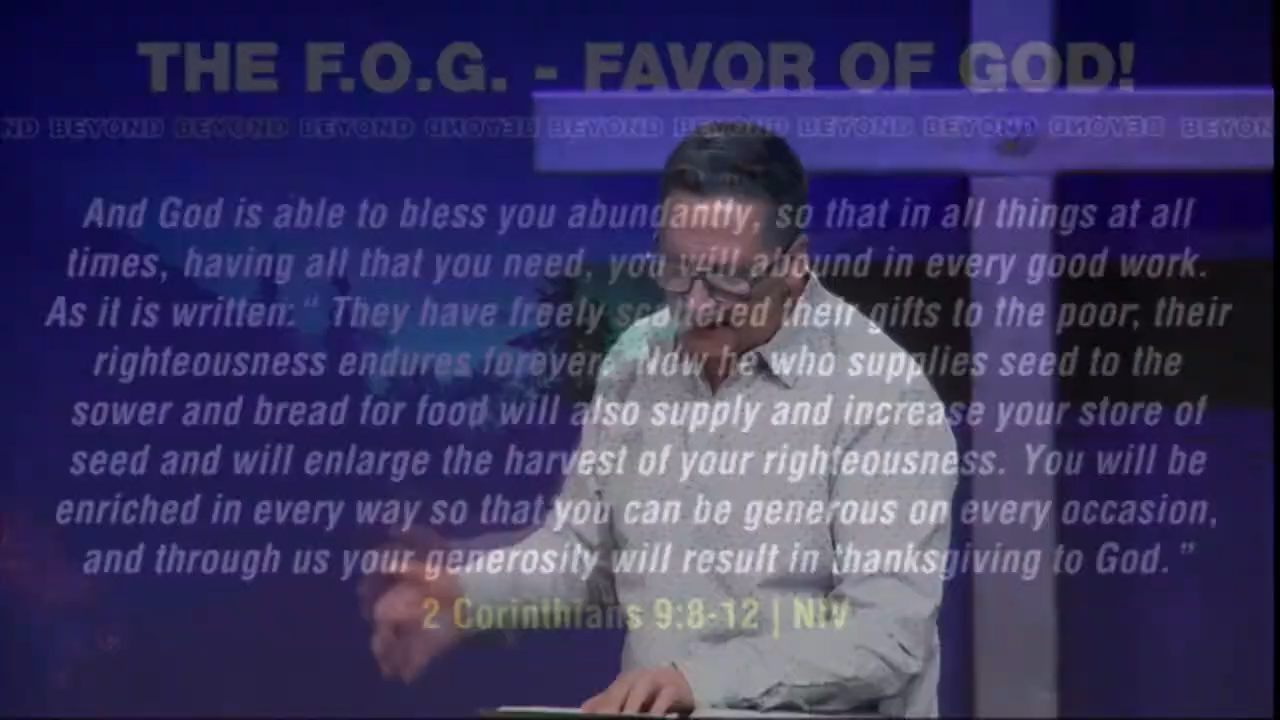 THE F.O.G. - FAVOR OF GOD!
ND BEYOND BEYOND BEYOND BEYOND BEYOND BEYOND BEYOND BEYOND BEYOND BEYON
And God is able to bless you abundantly, so that in all things at all
times, having all that you need, you will abound in every good work.
As it is written: “ They have freely scattered their gifts to the poor; their
righteousness endures forever. Now he who supplies seed to the
sower and bread for food will also supply and increase your store of
seed and will enlarge the harvest of your righteousness. You will be
enriched in every way so that you can be generous on every occasion,
and through us your generosity will result in thanksgiving to God. ”
2 Corinthians 9:8-12 | NIV